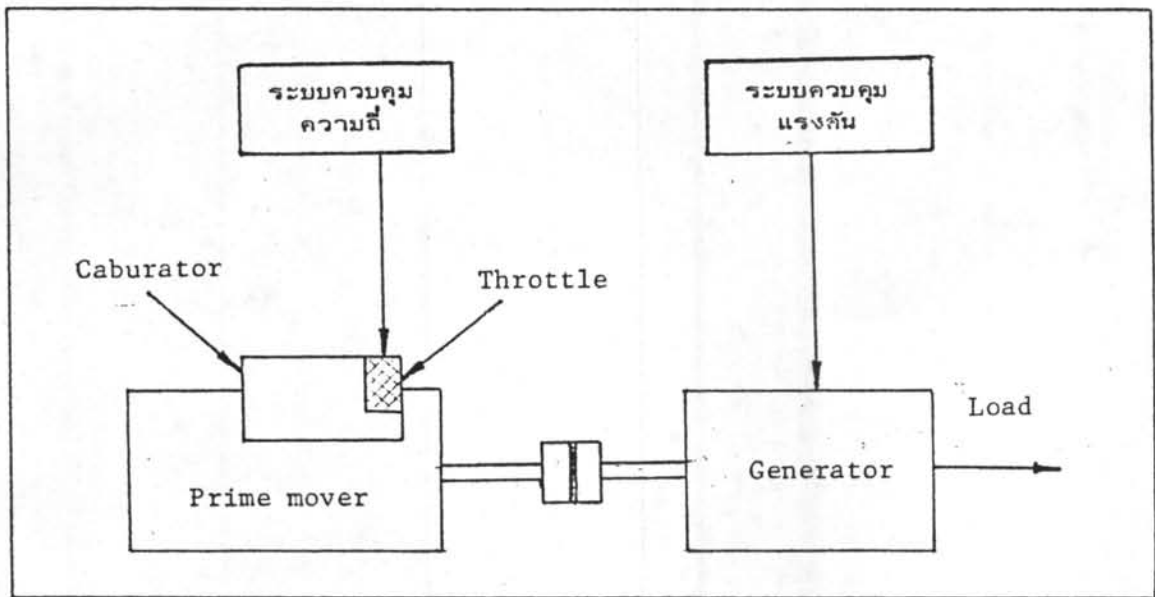 ระบบควบคุม
ความถี่
ระบบควบคุม
แรงดัน
Caburator
Throttle
Load
Prime mover
Generator